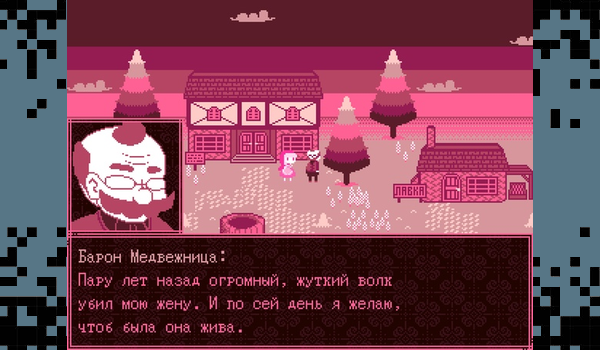 ЛАВКА
Барон Медвежница:
Пару лет назад огромный, жуткий волк
убил мою жену. И по сей день я желаю,
чтоб была она жива.